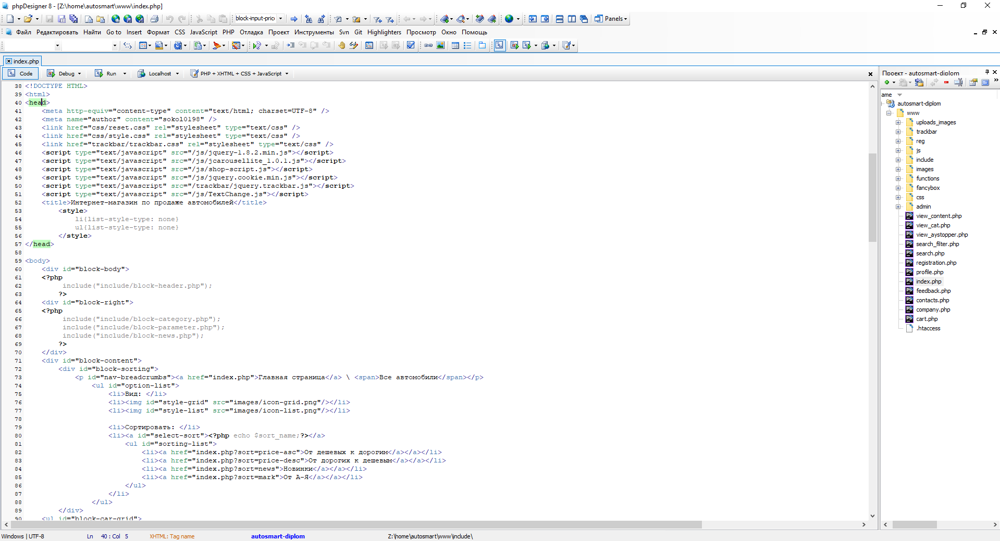 phpDesigner 8 - [Z:\home\autosmart\www\index.php]
block-input-pric
Panels
Файл Редактировать Найти Go to Insert Формат CSS JavaScript PHP Отладка Проект Инструменты Svn Git Highlighters Просмотр Окно Помощь
index.php
Code Debug Run Localhost PHP + XHTML + CSS + JavaScript
38 <!DOCTYPE HTML>
39 <html>
40 <head>
41 <meta http-equiv="content-type" content="text/html; charset=UTF-8" />
42 <meta name="author" content="sokol0198" />
43 <link href="css/reset.css" rel="stylesheet" type="text/css" />
44 <link href="css/style.css" rel="stylesheet" type="text/css" />
45 <link href="trackbar/trackbar.css" rel="stylesheet" type="text/css" />
46 <script type="text/javascript" src="/js/jquery-1.8.2.min.js"></script>
47 <script type="text/javascript" src="/js/jcarousellite_1.0.1.js"></script>
48 <script type="text/javascript" src="/js/shop-script.js"></script>
49 <script type="text/javascript" src="/js/jquery.cookie.min.js"></script>
50 <script type="text/javascript" src="/trackbar/jquery.trackbar.js"></script>
51 <script type="text/javascript" src="/js/TextChange.js"></script>
52 <title>Интернет-магазин по продаже автомобилей</title>
53 <style>
54 li{list-style-type: none}
55 ul{list-style-type: none}
56 </style>
57 </head>
58
59 <body>
60 <div id="block-body">
61 <?php
62 include("include/block-header.php");
63 ?>
64 <div id="block-right">
65 <?php
66 include("include/block-category.php");
67 include("include/block-parameter.php");
68 include("include/block-news.php");
69 ?>
70 </div>
71 <div id="block-content">
72 <div id="block-sorting">
73 <p id="nav-breadcrumbs"><a href="index.php">Главная страница</a> \ <span>Все автомобили</span></p>
74 <ul id="option-list">
75 <li>Вид: </li>
76 <li><img id="style-grid" src="images/icon-grid.png"/></li>
77 <li><img id="style-list" src="images/icon-list.png"/></li>
78
79 <li>Сортировать: </li>
80 <li><a id="select-sort"><?php echo $sort_name;?></a>
81 <ul id="sorting-list">
82 <li><a href="index.php?sort=price-asc">От дешевых к дорогим</a></a></li>
83 <li><a href="index.php?sort=price-desc">От дорогих к дешевым</a></a></li>
84 <li><a href="index.php?sort=news">Новинки</a></a></li>
85 <li><a href="index.php?sort=mark">От А-Я</a></a></li>
86 </ul>
87 </li>
88 </ul>
89 </div>
90 <ul id="block-car-grid">
Проект - autosmart-diplom
ame
autosmart-diplom
www
uploads_images
trackbar
reg
js
include
images
functions
fancybox
css
admin
view_content.php
view_cat.php
view_aystopper.php
search_filter.php
search.php
registration.php
profile.php
index.php
feedback.php
contacts.php
company.php
cart.php
.htaccess
Windows | UTF-8 Ln 40 : Col 5 XHTML: Tag name autosmart-diplom Z:\home\autosmart\www\include\